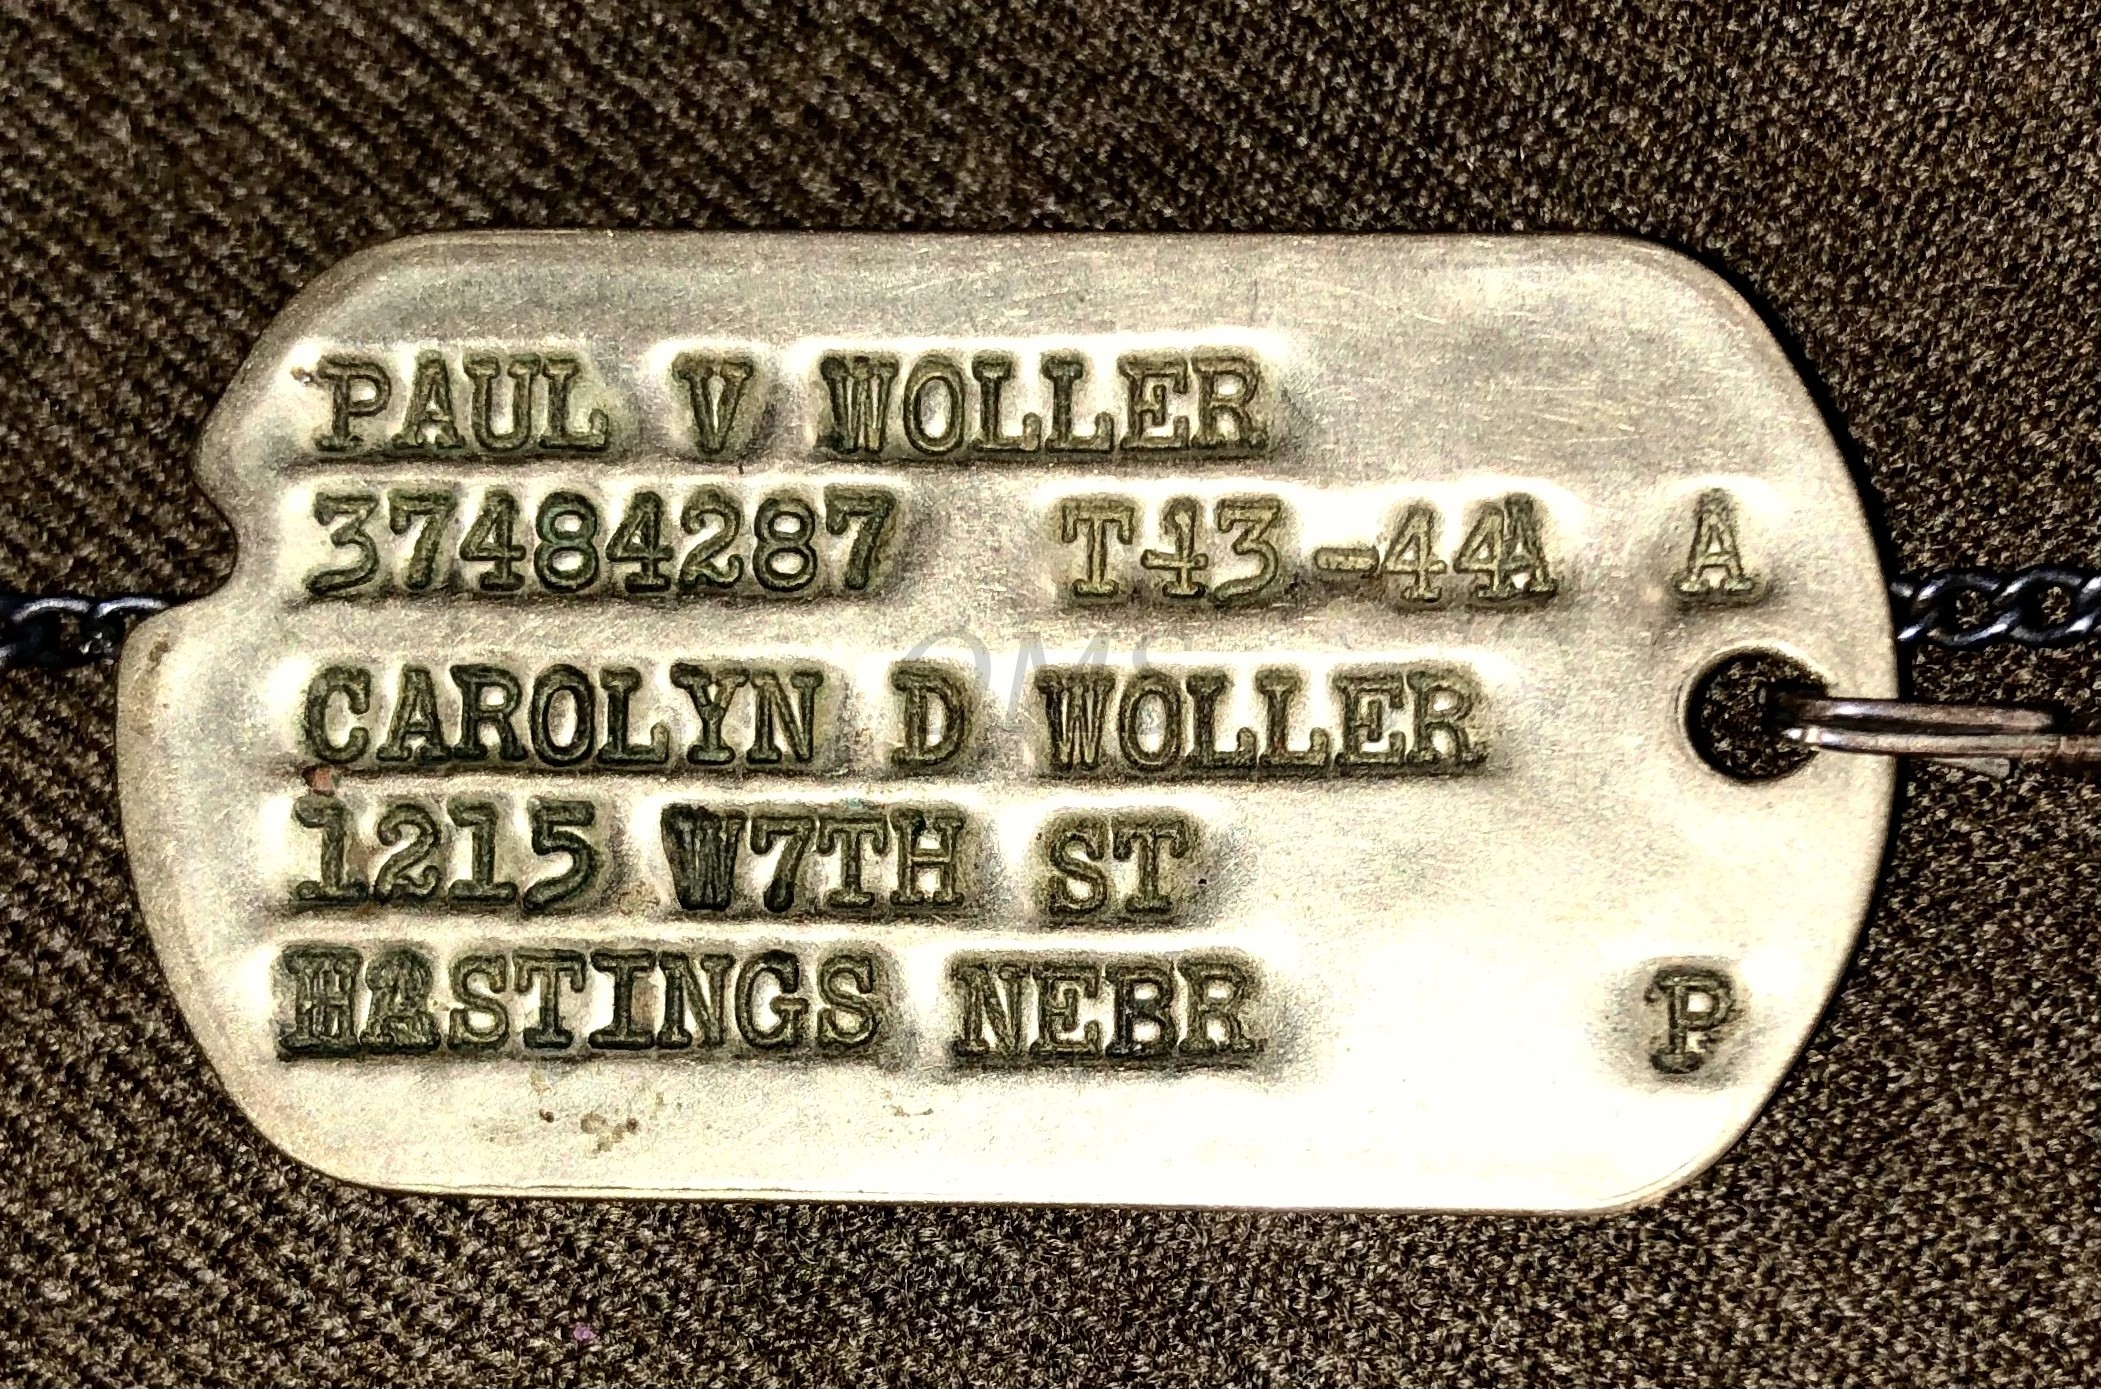 PAUL V WOLLER
37484287 T43-44A A
CAROLYN D WOLLER
1215 W7TH ST
HASTINGS NEBR P